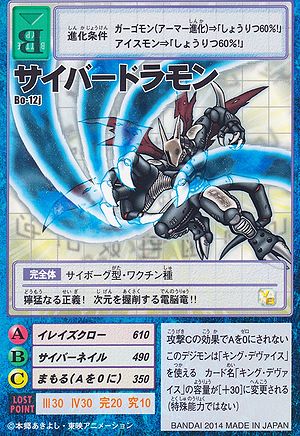 進化条件
ガーゴモン(アーマー進化)⇒「しょうりつ60%!」
アイスモン⇒「しょうりつ60%!」
サイバードラモン
Bo-12j
完全体 サイボーグ型・ワクチン種
獰猛なる正義! 次元を掘削する電脳竜!!
A イレイズクロー 610
B サイバーネイル 490
C まもる(Aを0に) 350
LOST POINT Ⅲ30 Ⅳ30 完20 究10
攻撃Cの効果でAを0にされない
このデジモンは「キング・デヴァイス」
を使える カード名「キング・デヴァイ
ス」の容量が[+30]に変更される
(特殊能力ではない)
©本郷あきよし・東映アニメーション
BANDAI 2014 MADE IN JAPAN